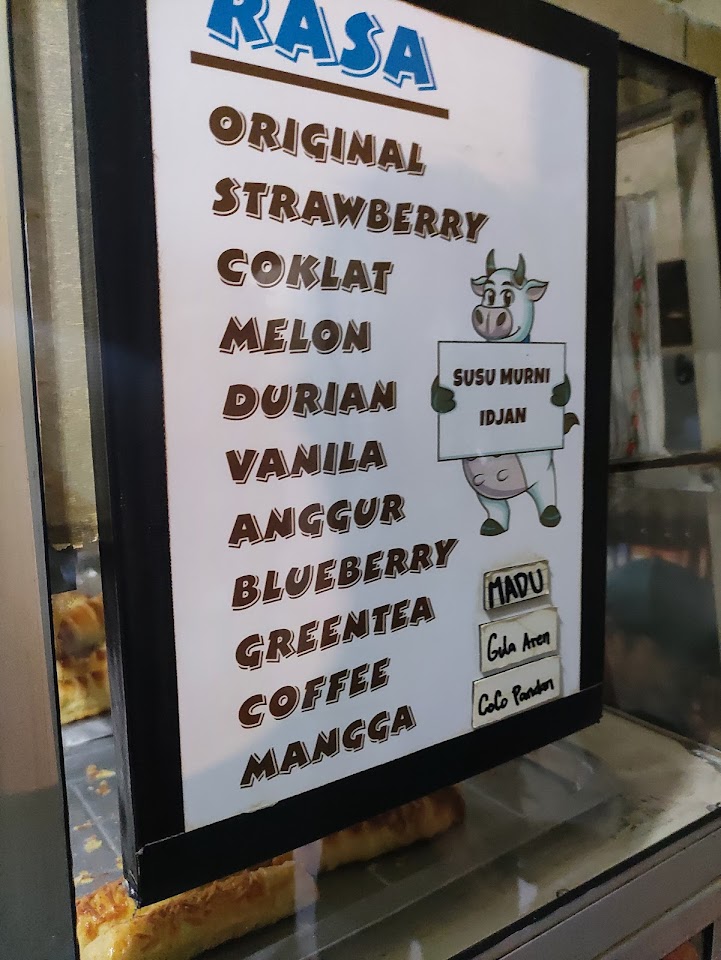 RASA
ORIGINAL
STRAWBERRY
COKLAT
MELON
DURIAN
VANILA
ANGGUR
BLUEBERRY
GREENTEA
COFFEE
MANGGA
SUSU MURNI
IDJAN
MADU
Gula Aren
CoCo Pandan